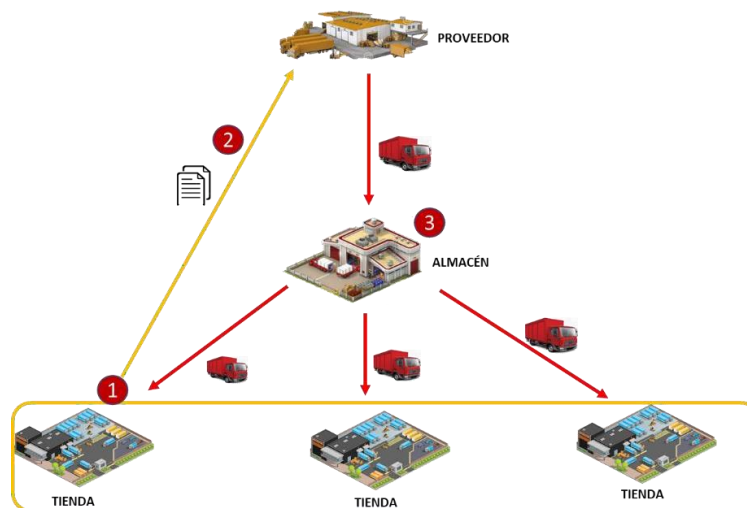 PROVEEDOR
2
3
ALMACÉN
1
TIENDA
TIENDA
TIENDA